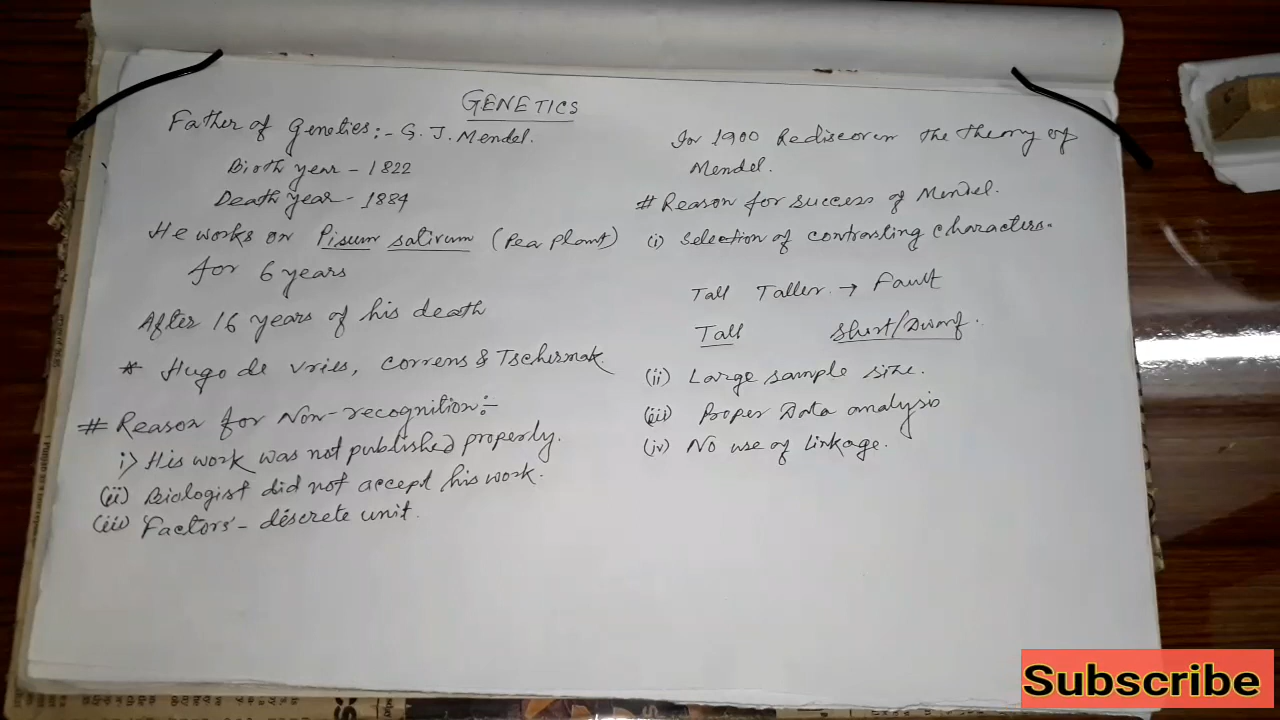 GENETICS
Father of Genetics:- G. J. Mendel.
Birth year - 1822
Death year - 1884
He works on Pisum sativum (Pea Plant)
for 6 years
After 16 years of his death
* Hugo de Vries, Correns & Tschermak
# Reason for Non-recognition:-
i) His work was not published properly.
(ii) Biologist did not accept his work.
(iii) 'Factors' - discrete unit.
In 1900 Rediscover the theory of
Mendel.
# Reason for success of Mendel.
(i) Selection of contrasting characters.
Tall Taller → Fault
Tall Short/Dwarf.
(ii) Large sample size.
(iii) Proper Data analysis
(iv) No use of linkage.
Subscribe